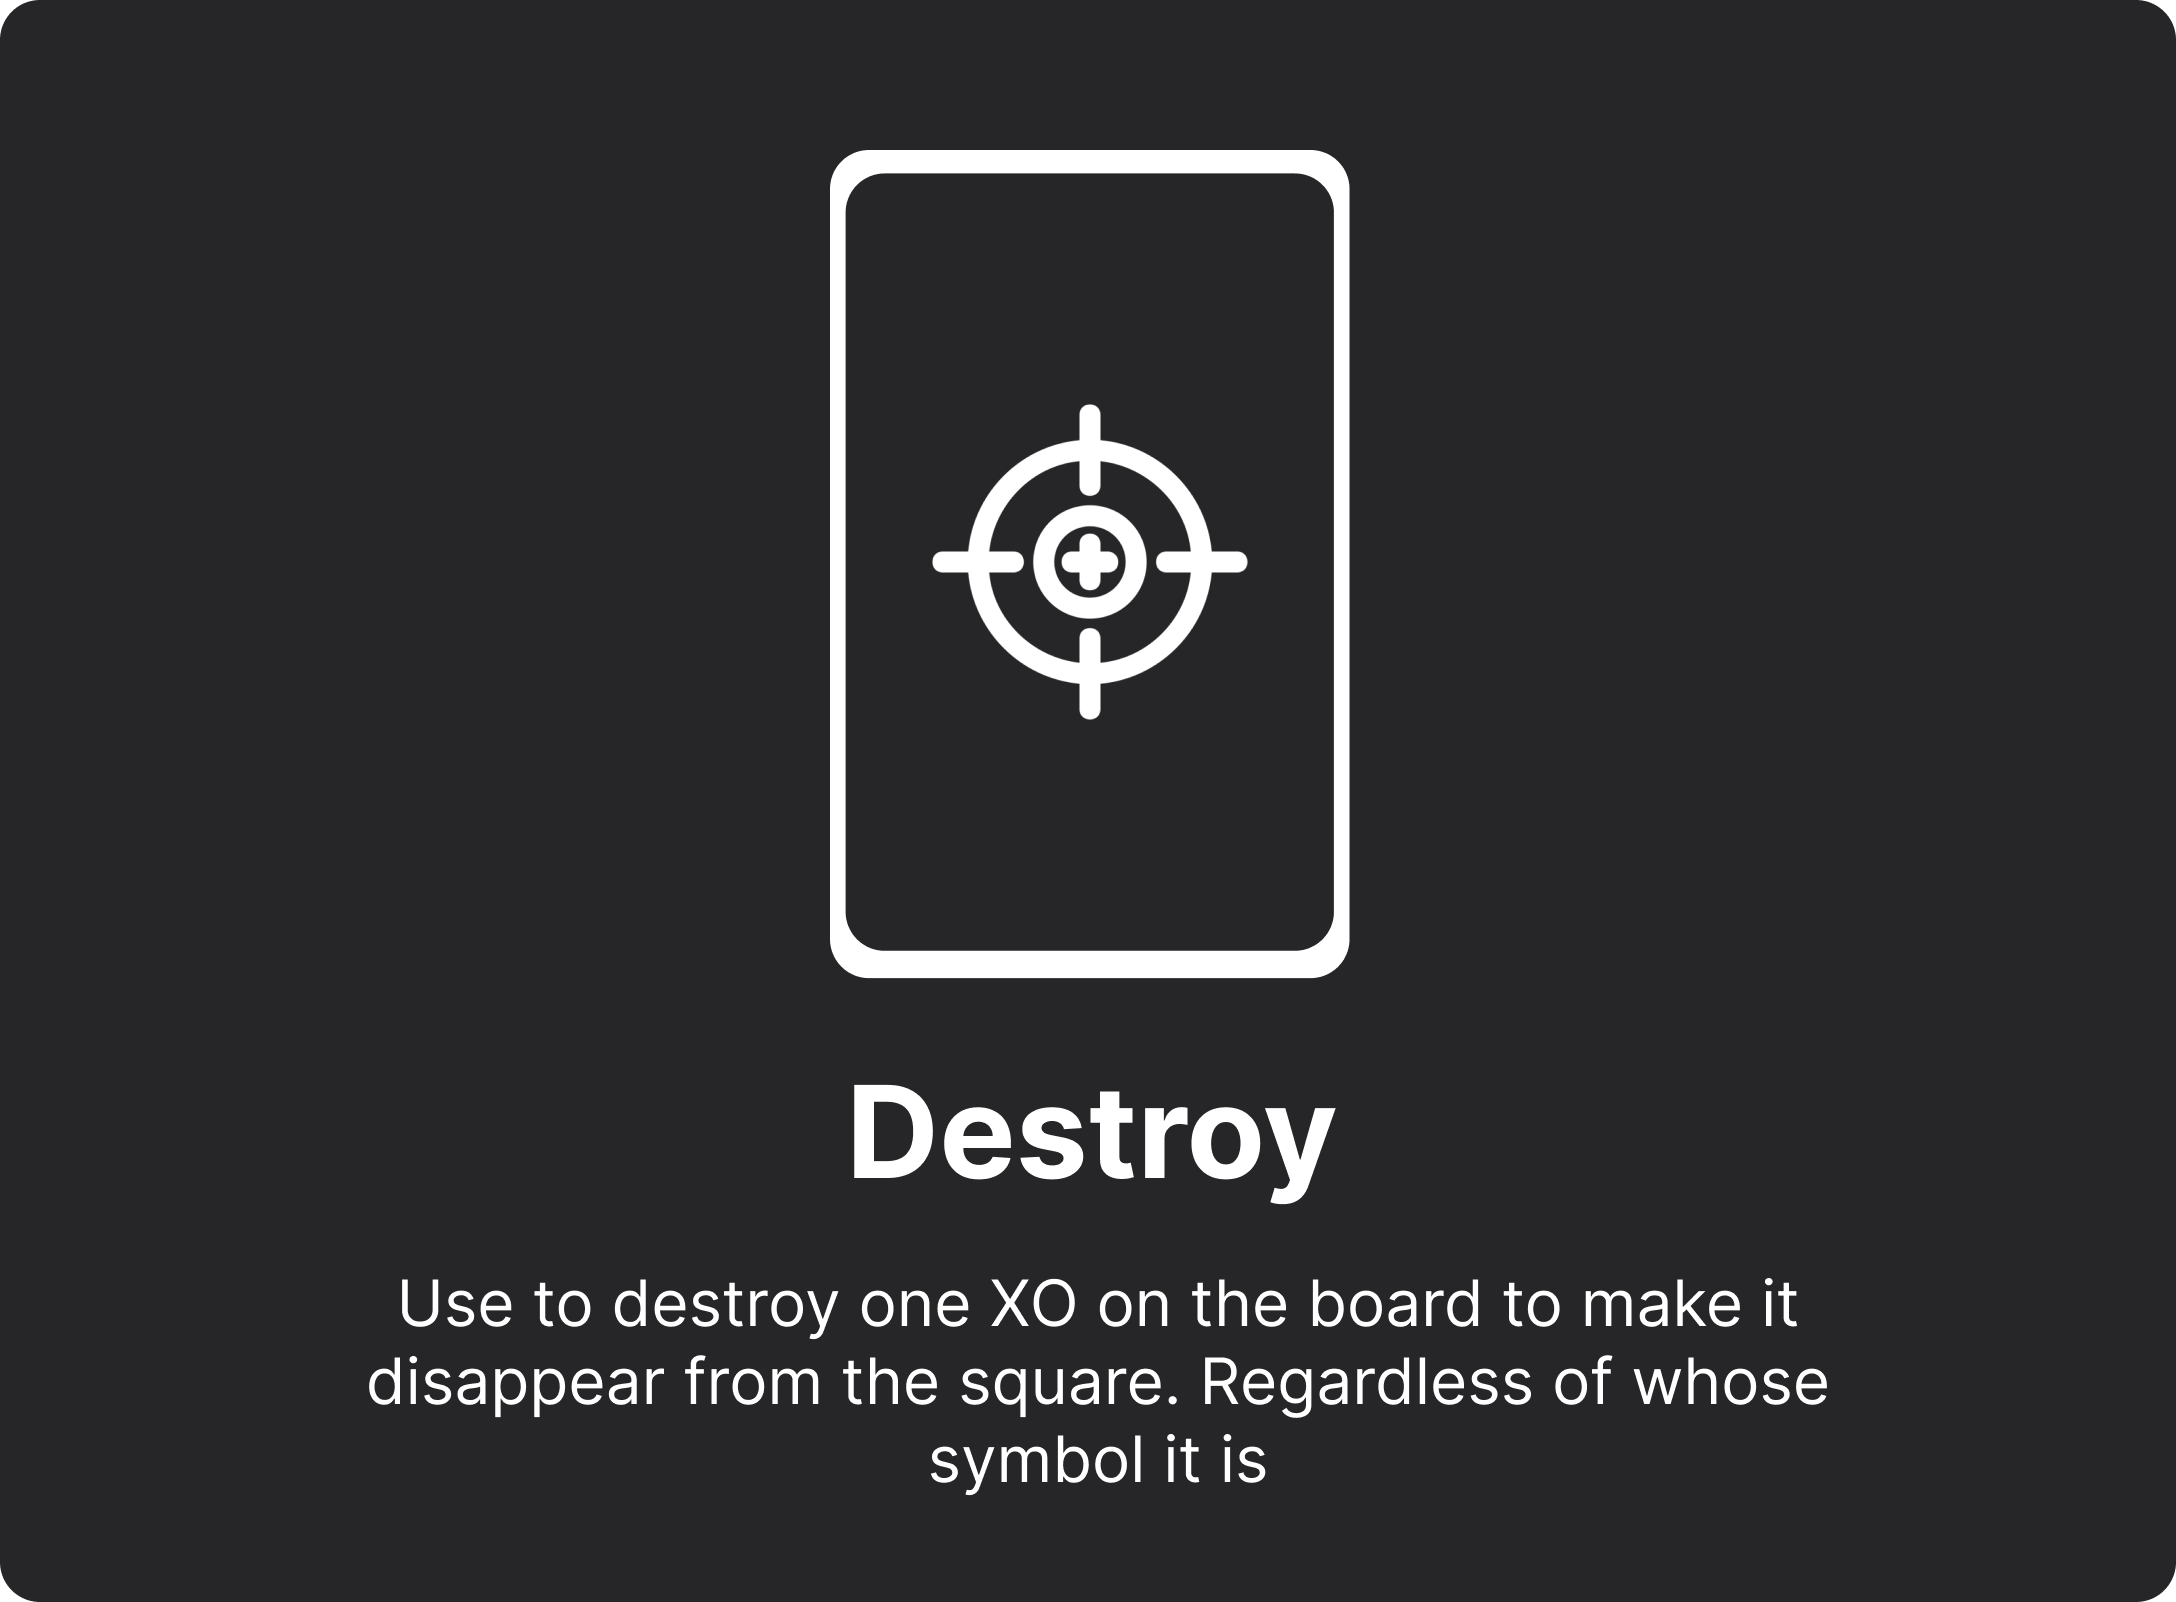 Destroy
Use to destroy one XO on the board to make it
disappear from the square. Regardless of whose
symbol it is